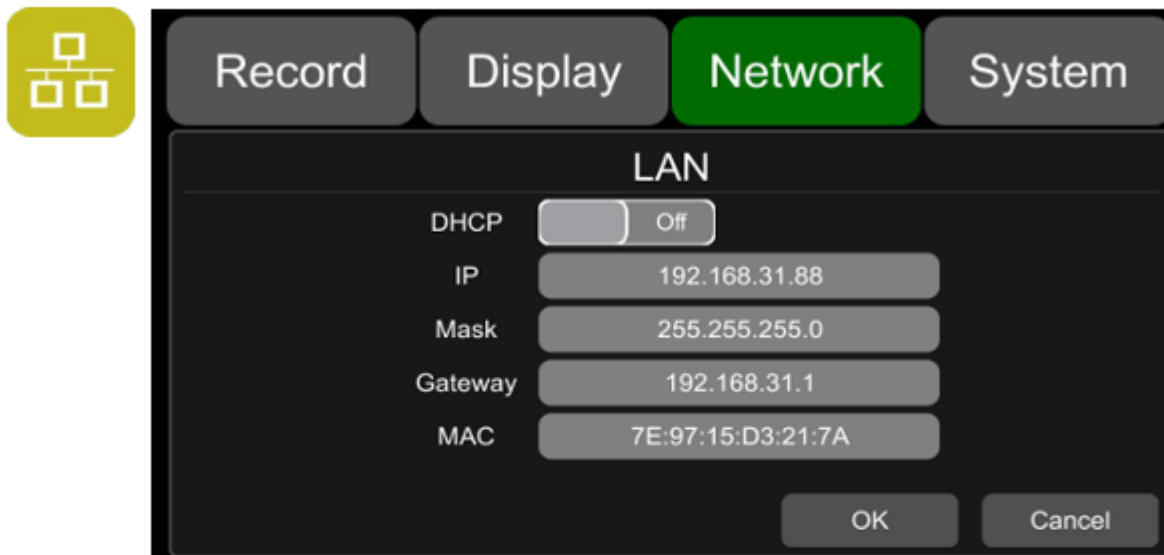 Record Display Network System
LAN
DHCP Off
IP 192.168.31.88
Mask 255.255.255.0
Gateway 192.168.31.1
MAC 7E:97:15:D3:21:7A
OK Cancel